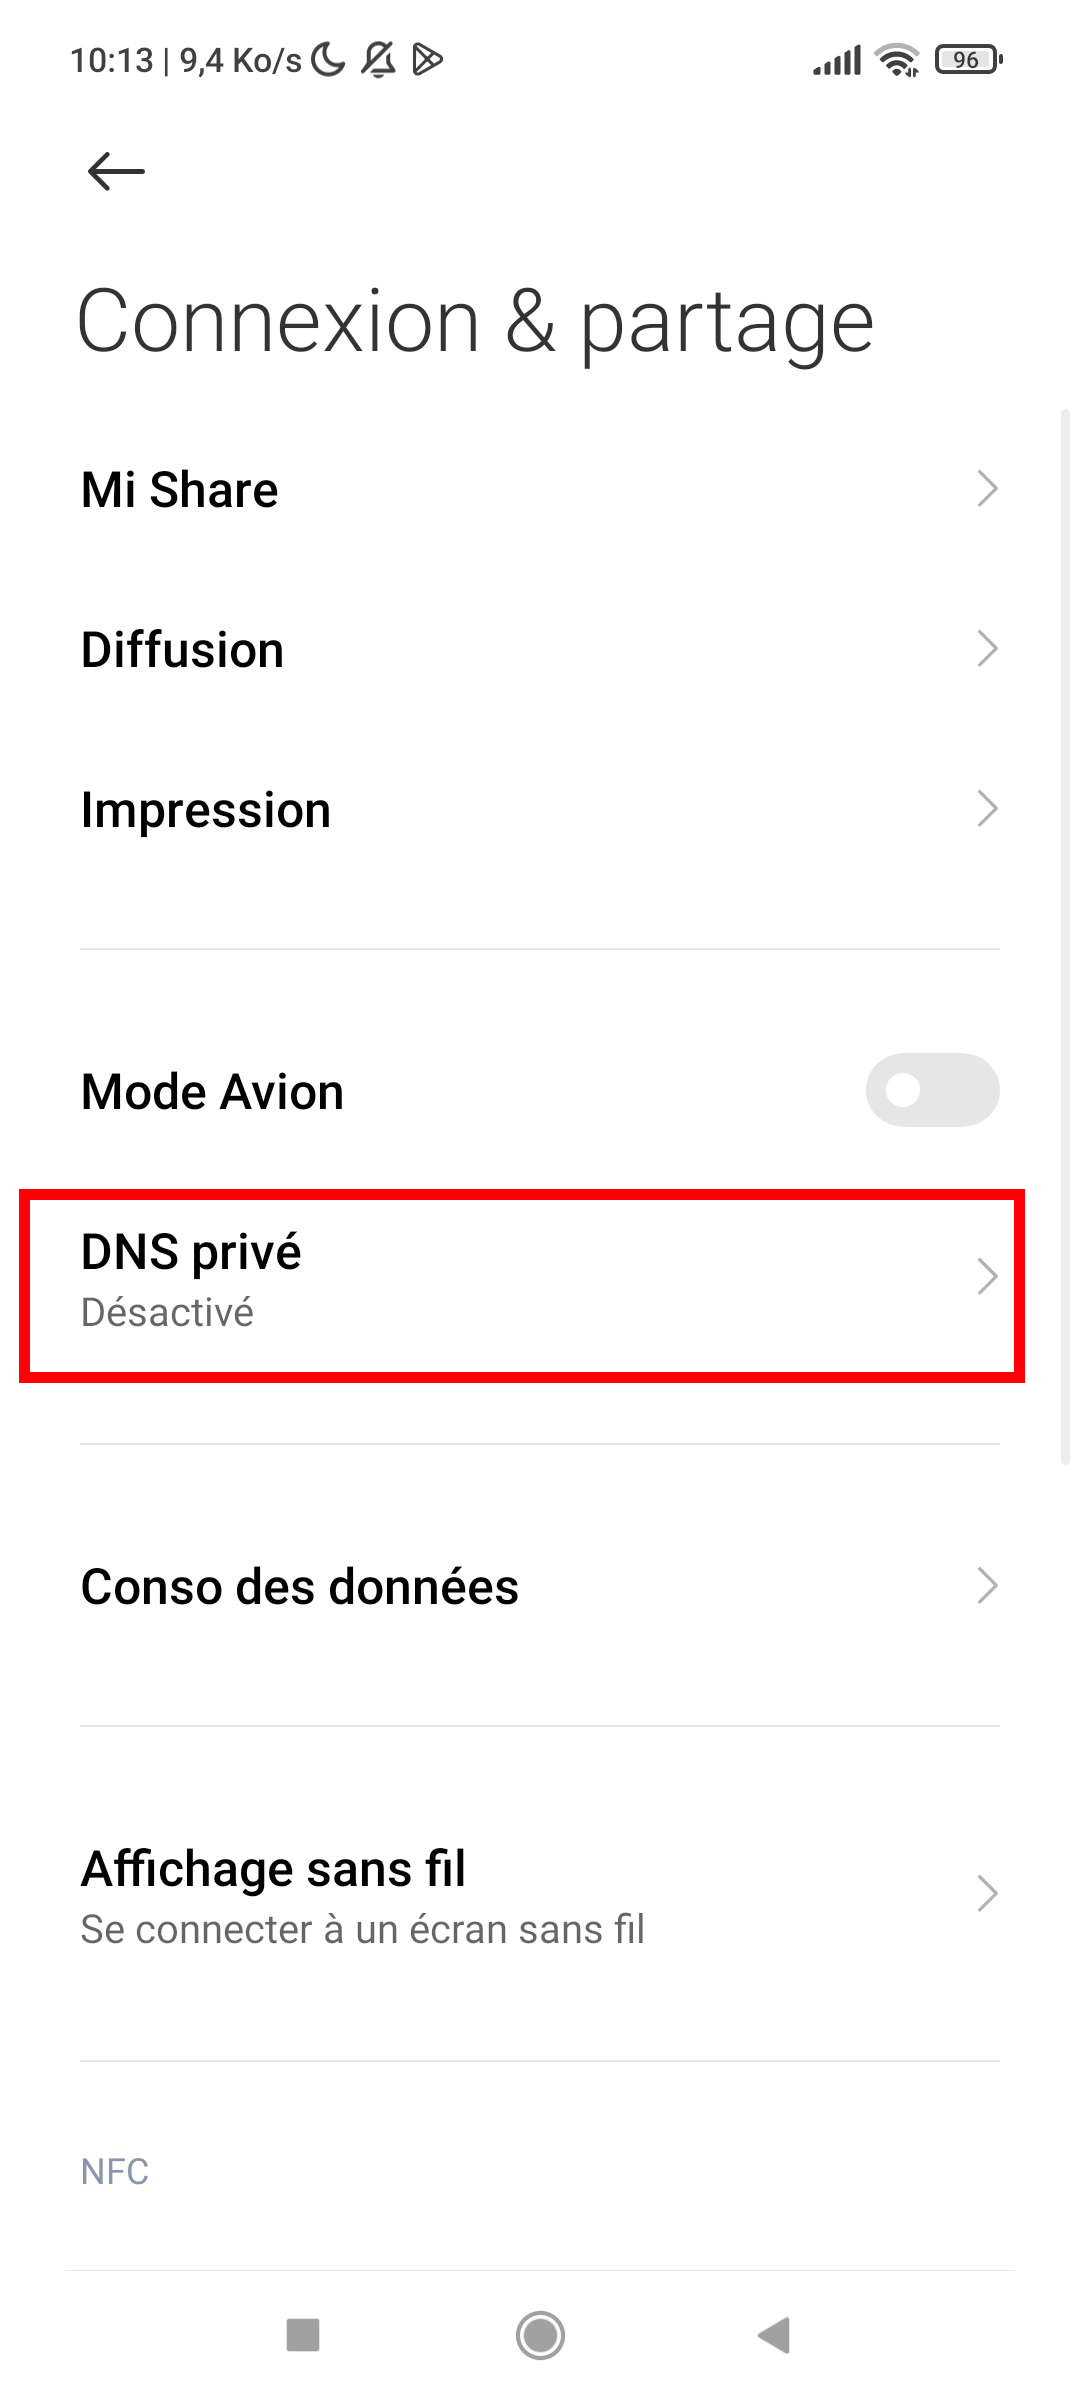 10:13 | 9,4 Ko/s
96
Connexion & partage
Mi Share
Diffusion
Impression
Mode Avion
DNS privé
Désactivé
Conso des données
Affichage sans fil
Se connecter à un écran sans fil
NFC